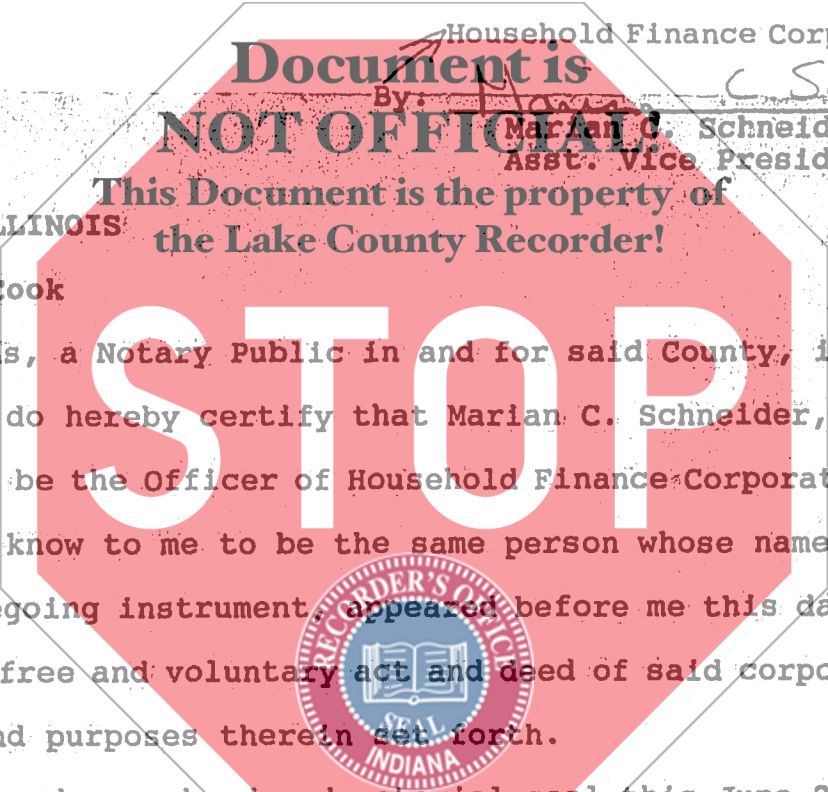 Household Finance Corp
Document is
By:
NOT OFFICIAL!
Marian C. Schneid
Asst. Vice Presid
This Document is the property of
LLINOIS
the Lake County Recorder!
Cook
STOP
s, a Notary Public in and for said County, i
do hereby certify that Marian C. Schneider,
be the Officer of Household Finance Corporat
know to me to be the same person whose name
egoing instrument, appeared before me this da
free and voluntary act and deed of said corpo
nd purposes therein set forth.
RECORDER'S OFFICE
SEAL
INDIANA
this June 2